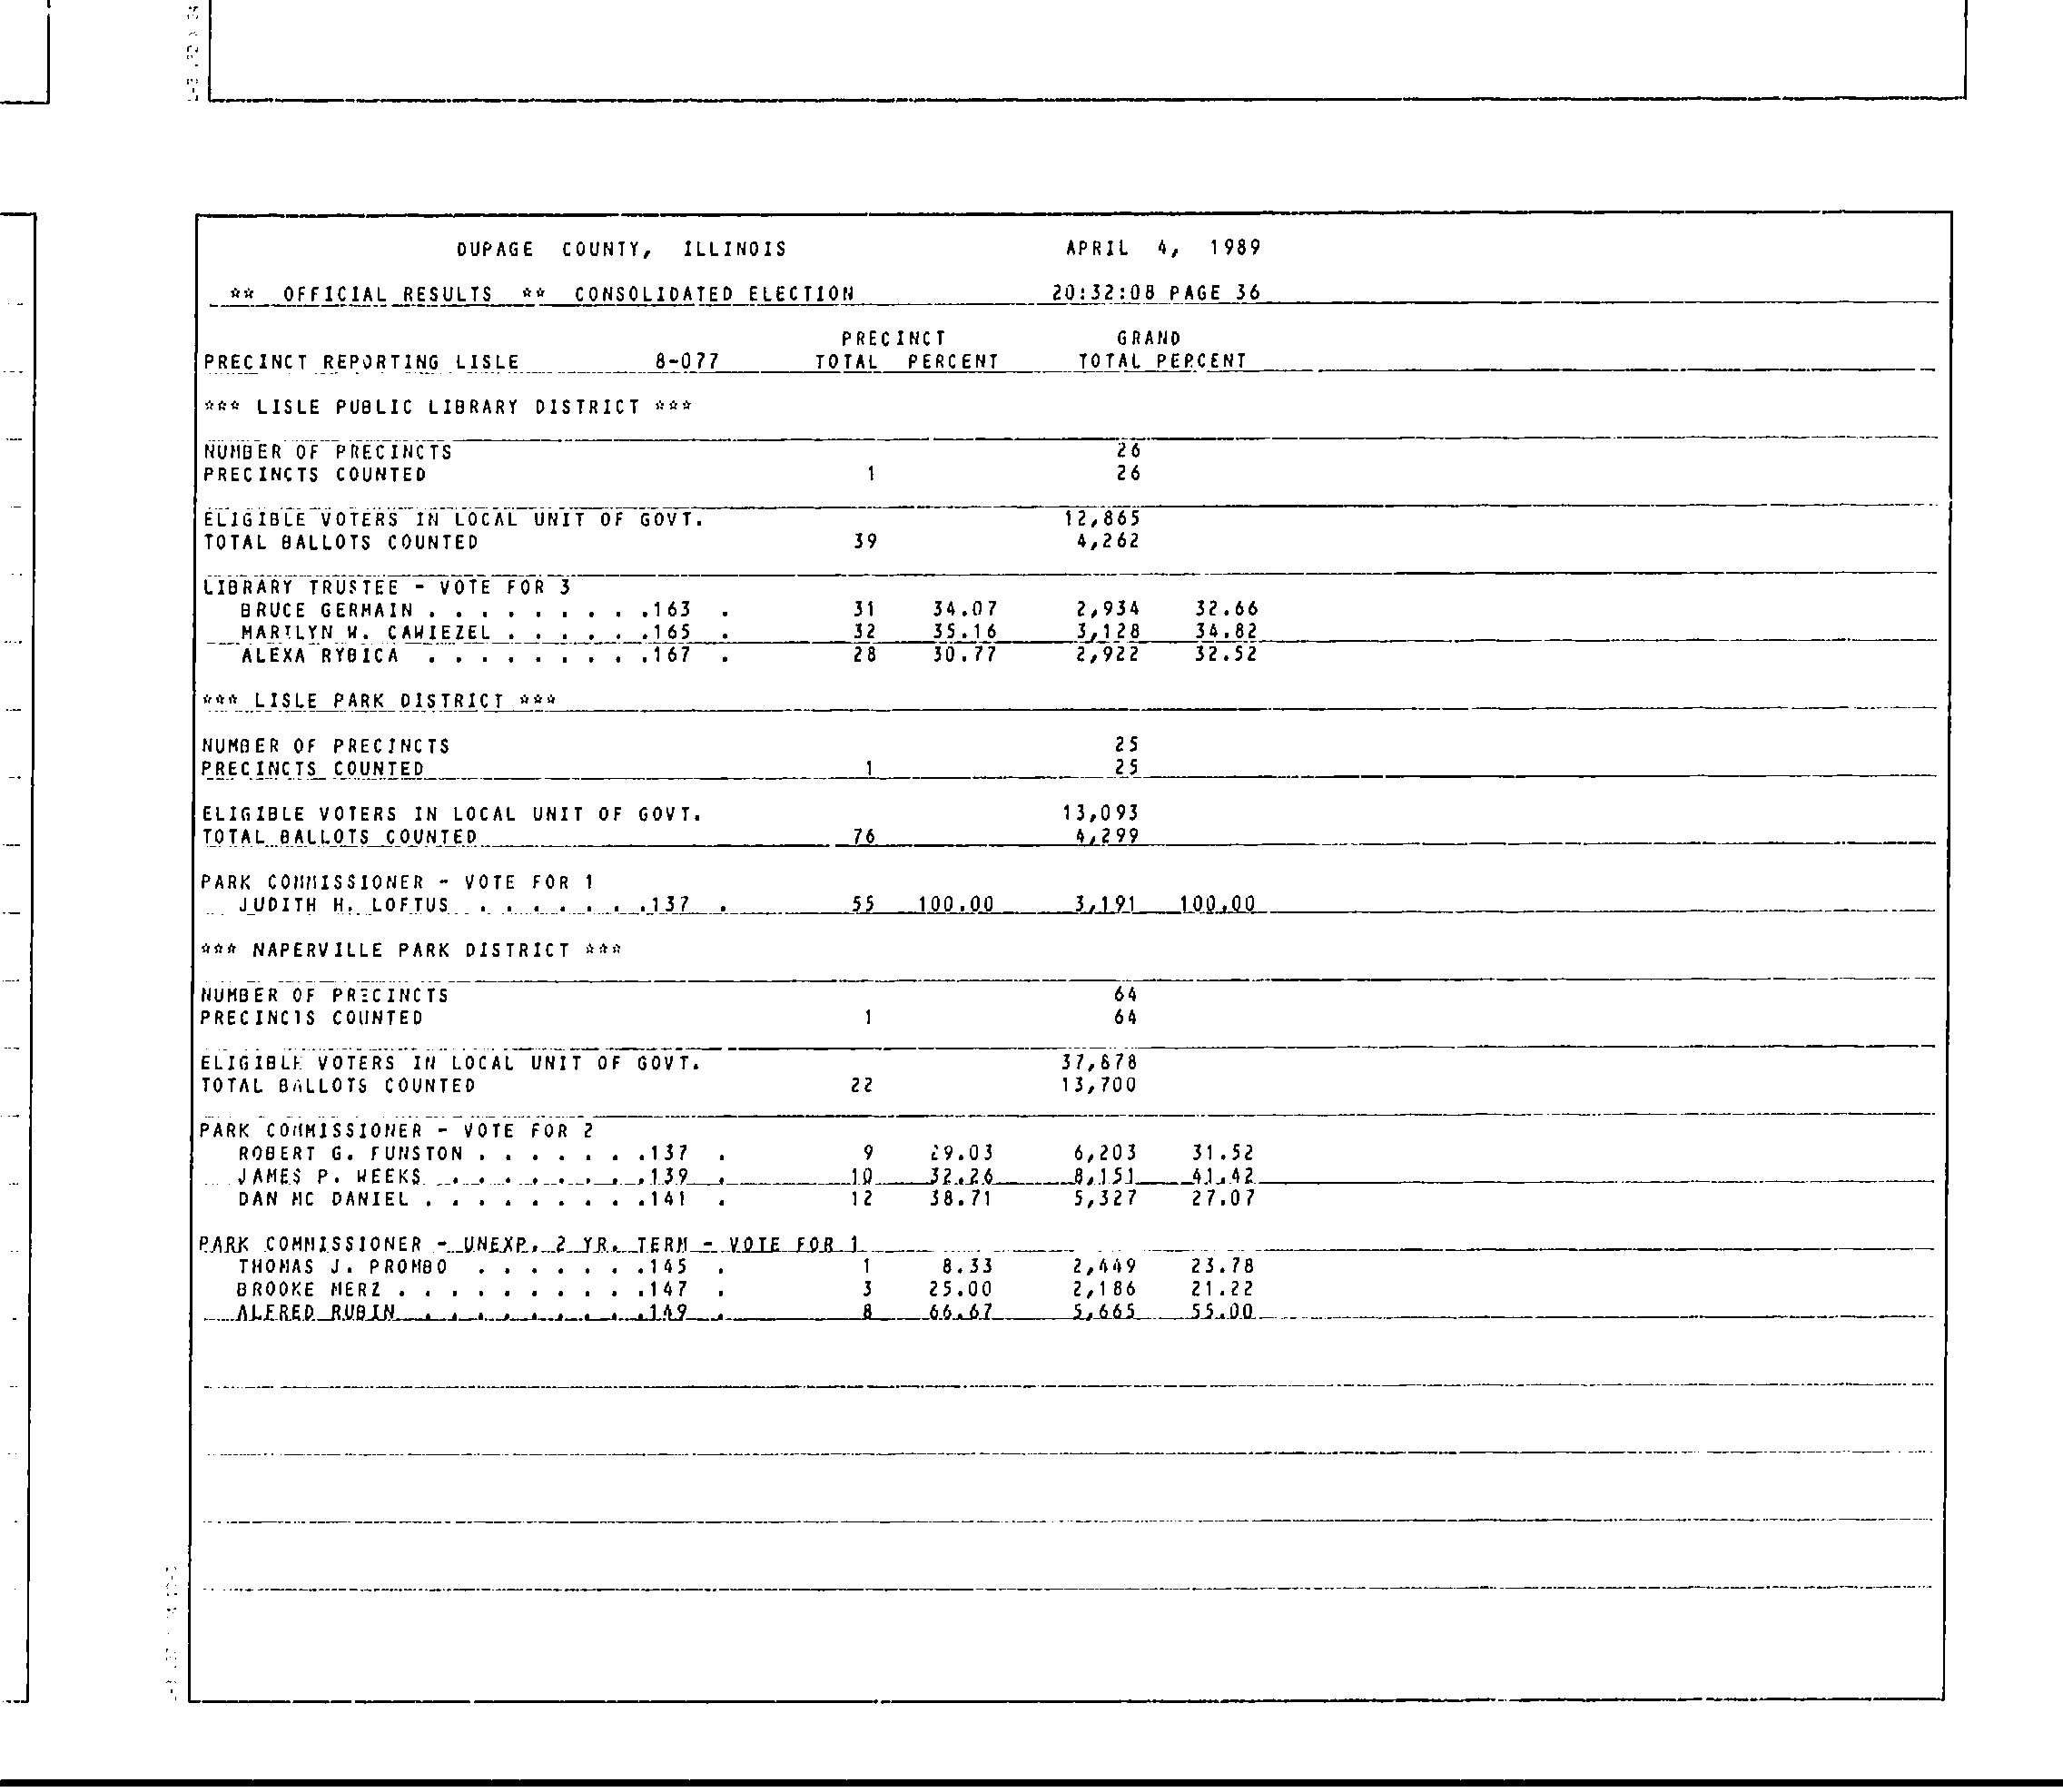 DUPAGE COUNTY, ILLINOIS APRIL 4, 1989
** OFFICIAL RESULTS ** CONSOLIDATED ELECTION 20:32:08 PAGE 36
PRECINCT GRAND
PRECINCT REPORTING LISLE 8-077 TOTAL PERCENT TOTAL PERCENT
*** LISLE PUBLIC LIBRARY DISTRICT ***
NUMBER OF PRECINCTS 26
PRECINCTS COUNTED 1 26
ELIGIBLE VOTERS IN LOCAL UNIT OF GOVT. 12,865
TOTAL BALLOTS COUNTED 39 4,262
LIBRARY TRUSTEE - VOTE FOR 3
BRUCE GERMAIN . . . . . . . . .163 . 31 34.07 2,934 32.66
MARILYN W. CAWIEZEL . . . . . .165 . 32 35.16 3,128 34.82
ALEXA RYBICA . . . . . . . . .167 . 28 30.77 2,922 32.52
*** LISLE PARK DISTRICT ***
NUMBER OF PRECINCTS 25
PRECINCTS COUNTED 1 25
ELIGIBLE VOTERS IN LOCAL UNIT OF GOVT. 13,093
TOTAL BALLOTS COUNTED 76 4,299
PARK COMMISSIONER - VOTE FOR 1
JUDITH H. LOFTUS . . . . . . .137 . 55 100.00 3,191 100.00
*** NAPERVILLE PARK DISTRICT ***
NUMBER OF PRECINCTS 64
PRECINCTS COUNTED 1 64
ELIGIBLE VOTERS IN LOCAL UNIT OF GOVT. 37,878
TOTAL BALLOTS COUNTED 22 13,700
PARK COMMISSIONER - VOTE FOR 2
ROBERT G. FUNSTON . . . . . . .137 . 9 29.03 6,203 31.52
JAMES P. WEEKS . . . . . . . .139 . 10 32.26 8,151 41.42
DAN MC DANIEL . . . . . . . . .141 . 12 38.71 5,327 27.07
PARK COMMISSIONER - UNEXP. 2 YR. TERM - VOTE FOR 1
THOMAS J. PROMBO . . . . . . .145 . 1 8.33 2,449 23.78
BROOKE MERZ . . . . . . . . . .147 . 3 25.00 2,186 21.22
ALFRED RUBIN . . . . . . . . . .149 . 8 66.67 5,665 55.00